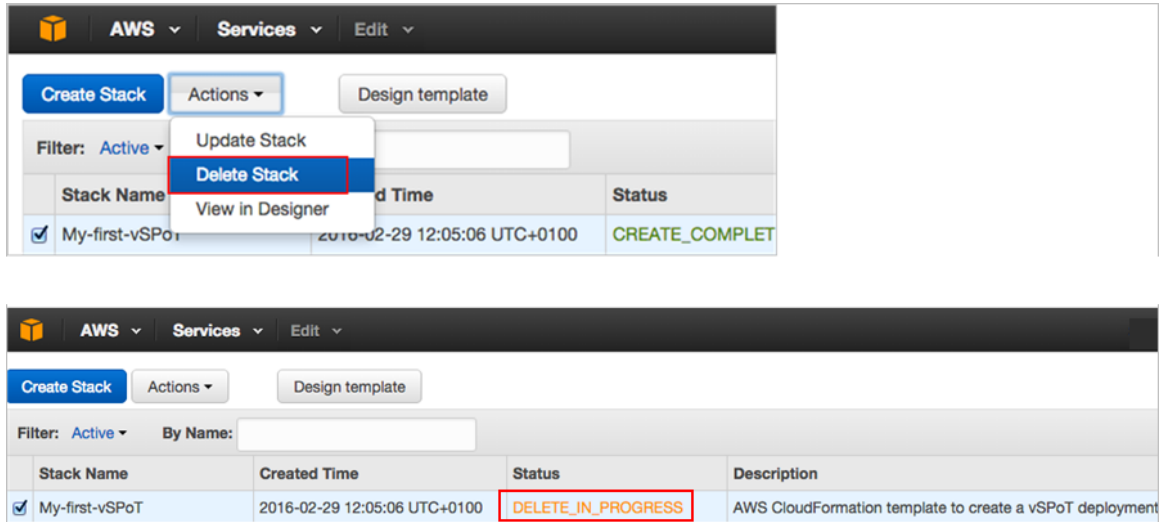 AWS Services Edit
Create Stack Actions Design template
Filter: Active
Update Stack
Delete Stack
View in Designer
Stack Name d Time Status
My-first-vSPoT 2016-02-29 12:05:06 UTC+0100 CREATE_COMPLET
AWS Services Edit
Create Stack Actions Design template
Filter: Active By Name:
Stack Name Created Time Status Description
My-first-vSPoT 2016-02-29 12:05:06 UTC+0100 DELETE_IN_PROGRESS AWS CloudFormation template to create a vSPoT deployment